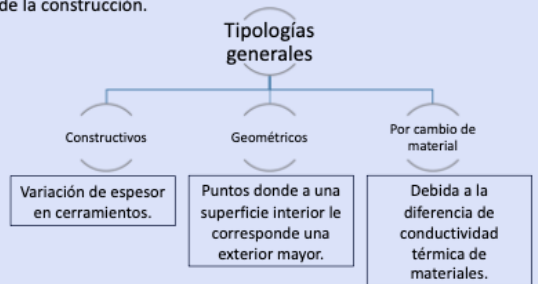 de la construcción.
Tipologías
generales
Constructivos
Geométricos
Por cambio de
material
Variación de espesor
en cerramientos.
Puntos donde a una
superficie interior le
corresponde una
exterior mayor.
Debida a la
diferencia de
conductividad
térmica de
materiales.